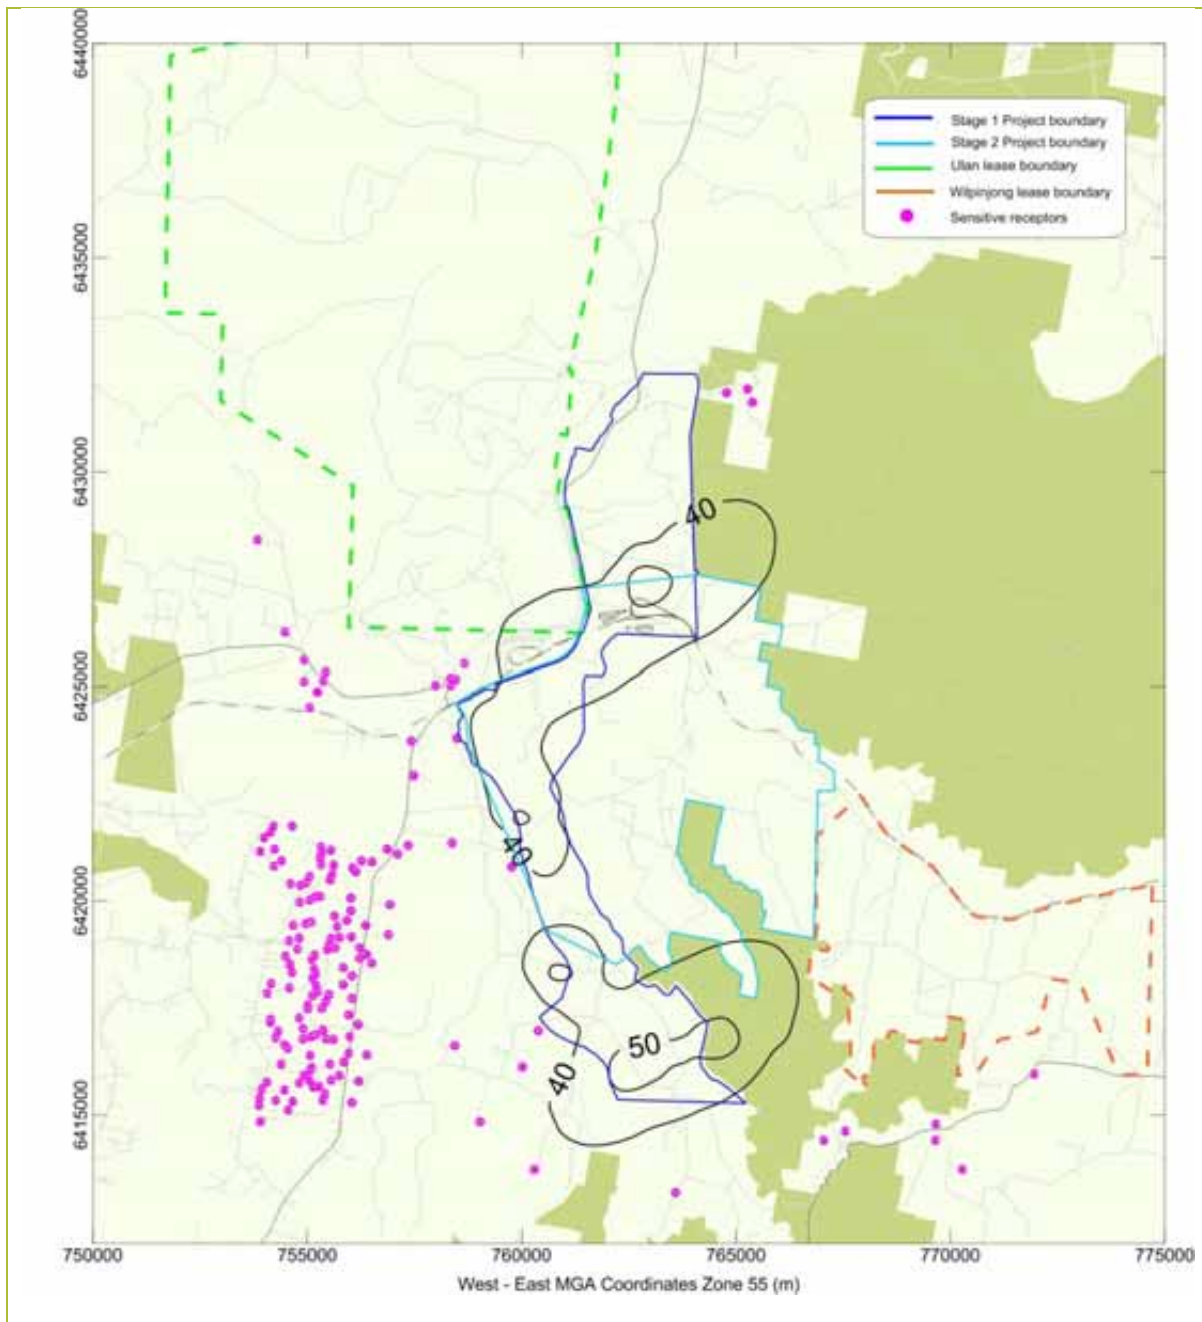 6440000
Stage 1 Project boundary
Stage 2 Project boundary
Ulan lease boundary
Wilpinjong lease boundary
Sensitive receptors
6435000
6430000
40
6425000
40
6420000
50
40
6415000
750000 755000 760000 765000 770000 775000
West - East MGA Coordinates Zone 55 (m)